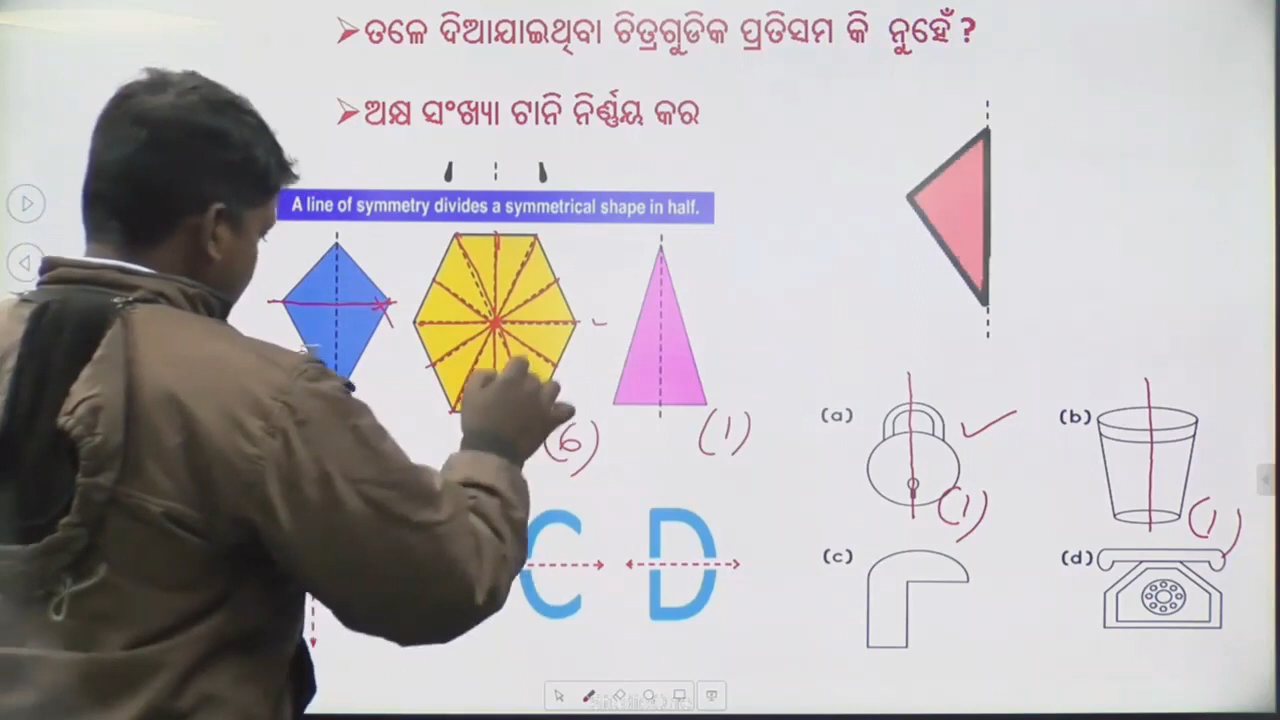 ➢ତଳେ ଦିଆଯାଇଥିବା ଚିତ୍ରଗୁଡିକ ପ୍ରତିସମ କି ନୁହେଁ ?
➢ଅକ୍ଷ ସଂଖ୍ୟା ଟାଣି ନିର୍ଣ୍ଣୟ କର
A line of symmetry divides a symmetrical shape in half.
(6)
(1)
(a)
(1)
(b)
(1)
C D
(c)
(d)